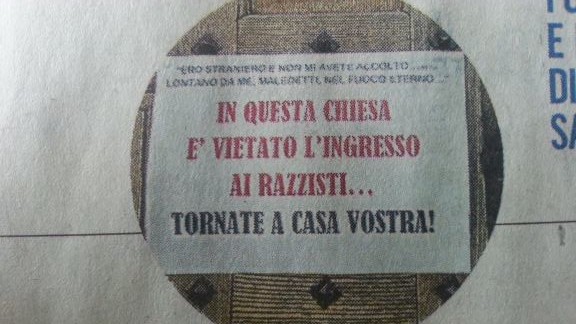 "ERO STRANIERO E NON MI AVETE ACCOLTO......
LONTANO DA ME, MALEDETTI, NEL FUOCO ETERNO..."
IN QUESTA CHIESA
E' VIETATO L'INGRESSO
AI RAZZISTI...
TORNATE A CASA VOSTRA!
E
DI